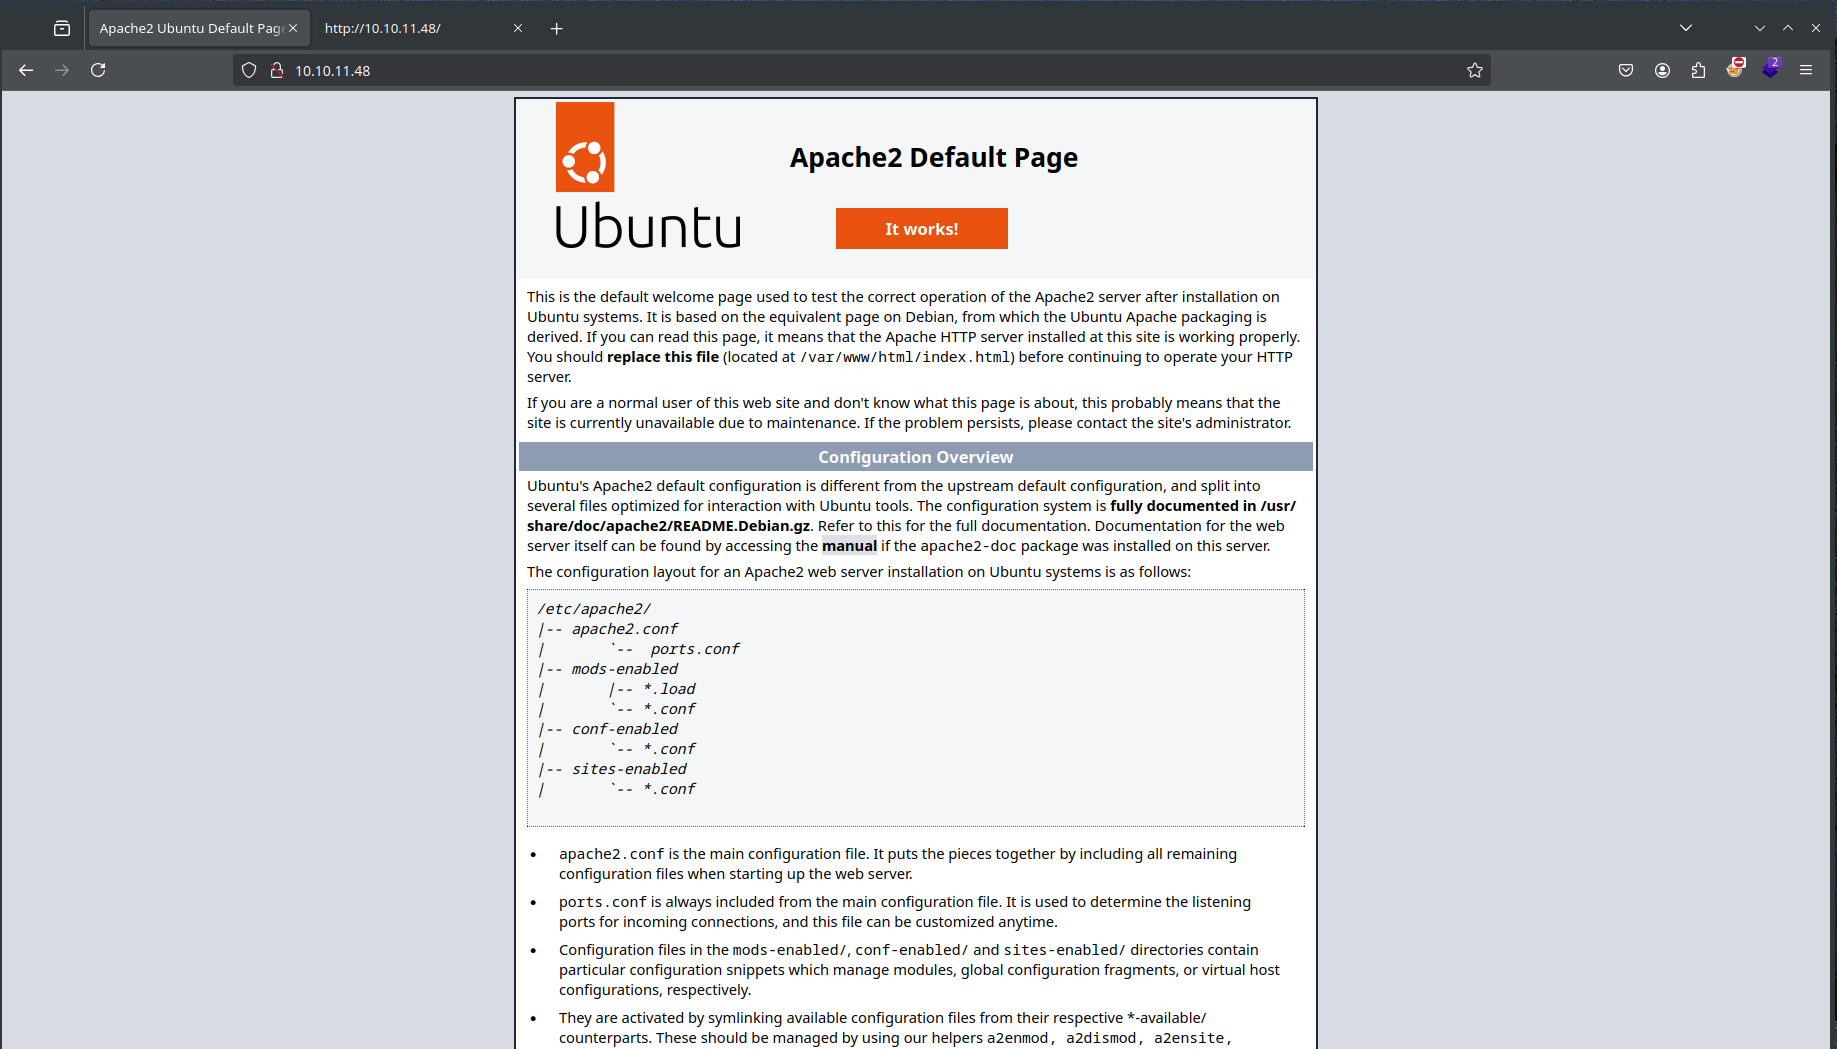 Apache2 Ubuntu Default Page
http://10.10.11.48/
10.10.11.48
2
Ubuntu
Apache2 Default Page
It works!
This is the default welcome page used to test the correct operation of the Apache2 server after installation on
Ubuntu systems. It is based on the equivalent page on Debian, from which the Ubuntu Apache packaging is
derived. If you can read this page, it means that the Apache HTTP server installed at this site is working properly.
You should replace this file (located at /var/www/html/index.html) before continuing to operate your HTTP
server.
If you are a normal user of this web site and don't know what this page is about, this probably means that the
site is currently unavailable due to maintenance. If the problem persists, please contact the site's administrator.
Configuration Overview
Ubuntu's Apache2 default configuration is different from the upstream default configuration, and split into
several files optimized for interaction with Ubuntu tools. The configuration system is fully documented in /usr/
share/doc/apache2/README.Debian.gz. Refer to this for the full documentation. Documentation for the web
server itself can be found by accessing the manual if the apache2-doc package was installed on this server.
The configuration layout for an Apache2 web server installation on Ubuntu systems is as follows:
/etc/apache2/
|-- apache2.conf
|       `--  ports.conf
|-- mods-enabled
|       |-- *.load
|       `-- *.conf
|-- conf-enabled
|       `-- *.conf
|-- sites-enabled
|       `-- *.conf
• apache2.conf is the main configuration file. It puts the pieces together by including all remaining
configuration files when starting up the web server.
• ports.conf is always included from the main configuration file. It is used to determine the listening
ports for incoming connections, and this file can be customized anytime.
• Configuration files in the mods-enabled/, conf-enabled/ and sites-enabled/ directories contain
particular configuration snippets which manage modules, global configuration fragments, or virtual host
configurations, respectively.
• They are activated by symlinking available configuration files from their respective *-available/
counterparts. These should be managed by using our helpers a2enmod, a2dismod, a2ensite,